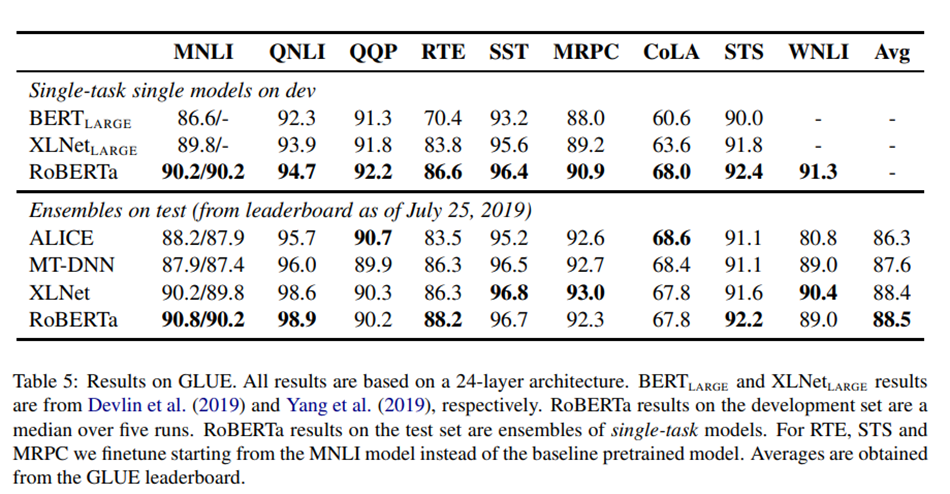 MNLI QNLI QQP RTE SST MRPC CoLA STS WNLI Avg
Single-task single models on dev
BERTLARGE 86.6/- 92.3 91.3 70.4 93.2 88.0 60.6 90.0 - -
XLNetLARGE 89.8/- 93.9 91.8 83.8 95.6 89.2 63.6 91.8 - -
RoBERTa 90.2/90.2 94.7 92.2 86.6 96.4 90.9 68.0 92.4 91.3 -
Ensembles on test (from leaderboard as of July 25, 2019)
ALICE 88.2/87.9 95.7 90.7 83.5 95.2 92.6 68.6 91.1 80.8 86.3
MT-DNN 87.9/87.4 96.0 89.9 86.3 96.5 92.7 68.4 91.1 89.0 87.6
XLNet 90.2/89.8 98.6 90.3 86.3 96.8 93.0 67.8 91.6 90.4 88.4
RoBERTa 90.8/90.2 98.9 90.2 88.2 96.7 92.3 67.8 92.2 89.0 88.5
Table 5: Results on GLUE. All results are based on a 24-layer architecture. BERTLARGE and XLNetLARGE results
are from Devlin et al. (2019) and Yang et al. (2019), respectively. RoBERTa results on the development set are a
median over five runs. RoBERTa results on the test set are ensembles of single-task models. For RTE, STS and
MRPC we finetune starting from the MNLI model instead of the baseline pretrained model. Averages are obtained
from the GLUE leaderboard.